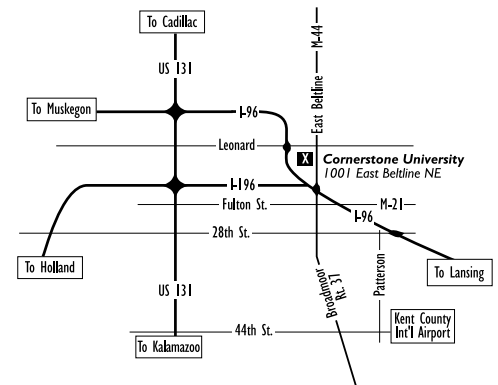 To Cadillac
M-44
US 131
East Beltline
To Muskegon
I-96
Leonard
X
Cornerstone University
1001 East Beltline NE
I-196
Fulton St.
M-21
I-96
28th St.
To Holland
To Lansing
Patterson
Broadmoor
Rt. 37
US 131
44th St.
Kent County
Int'l Airport
To Kalamazoo